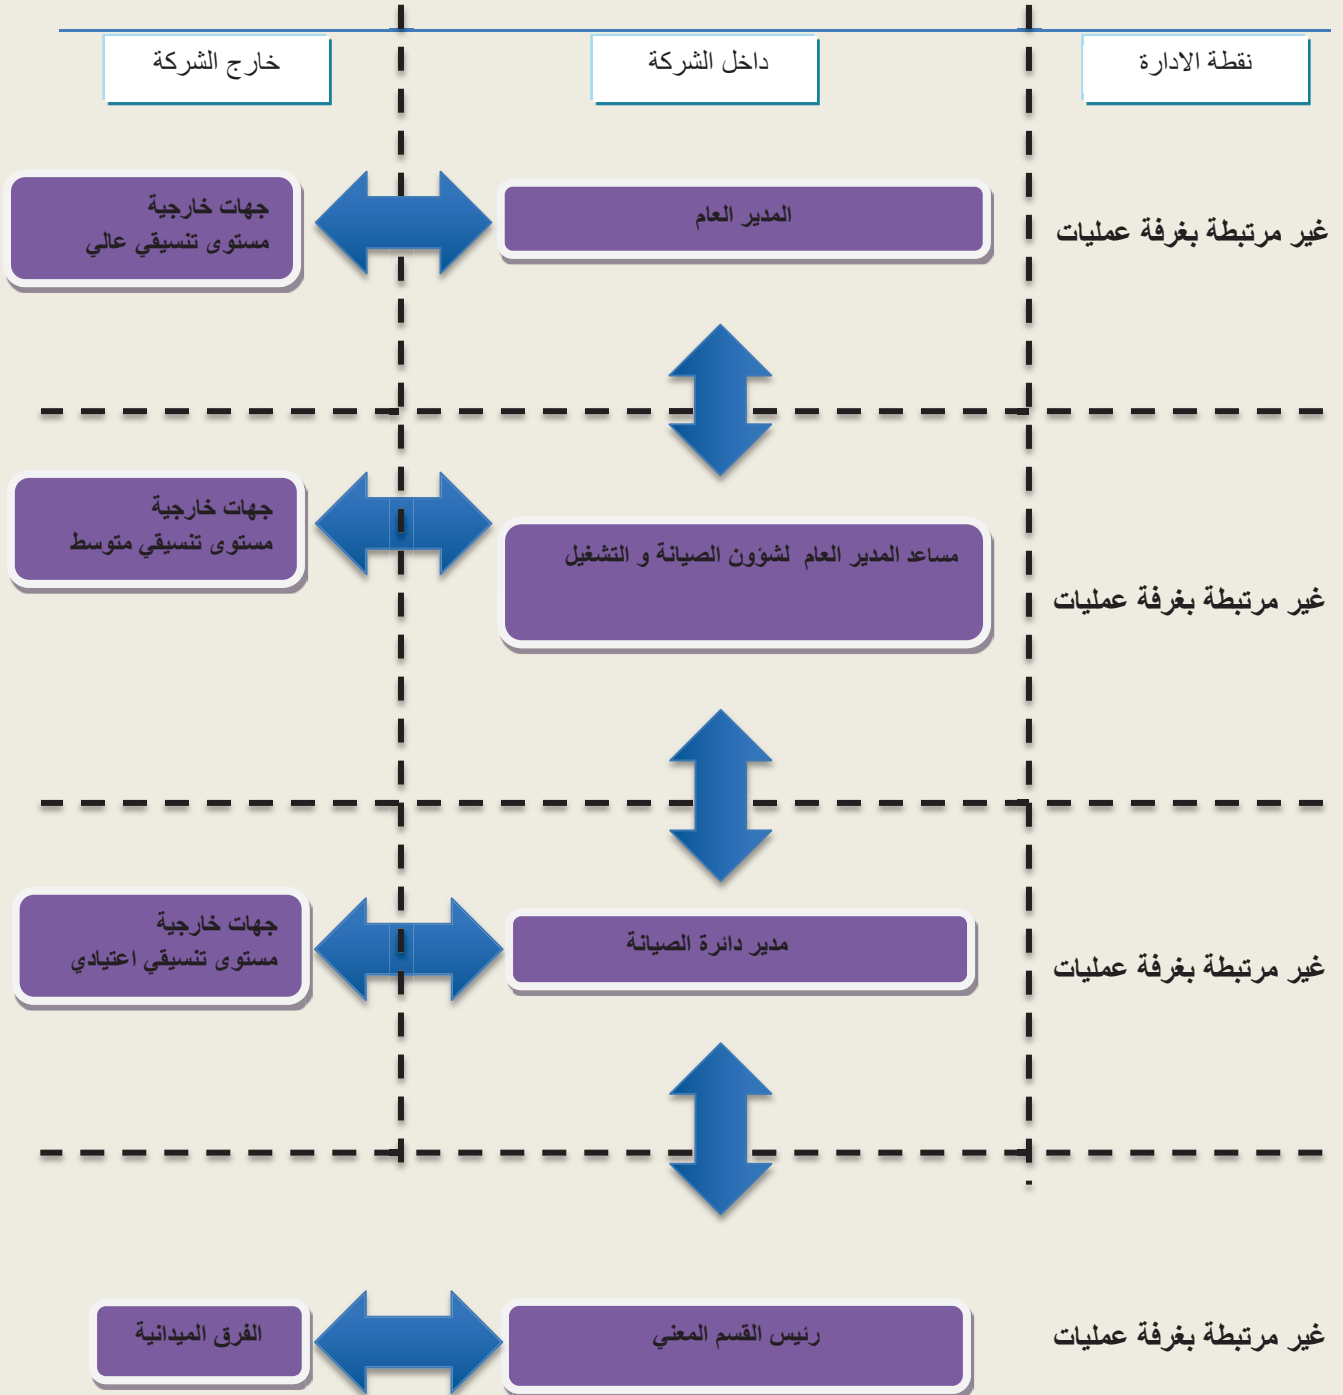 نقطة الادارة
داخل الشركة
خارج الشركة
غير مرتبطة بغرفة عمليات
المدير العام
جهات خارجية
مستوى تنسيقي عالي
غير مرتبطة بغرفة عمليات
مساعد المدير العام لشؤون الصيانة و التشغيل
جهات خارجية
مستوى تنسيقي متوسط
غير مرتبطة بغرفة عمليات
مدير دائرة الصيانة
جهات خارجية
مستوى تنسيقي اعتيادي
غير مرتبطة بغرفة عمليات
رئيس القسم المعني
الفرق الميدانية